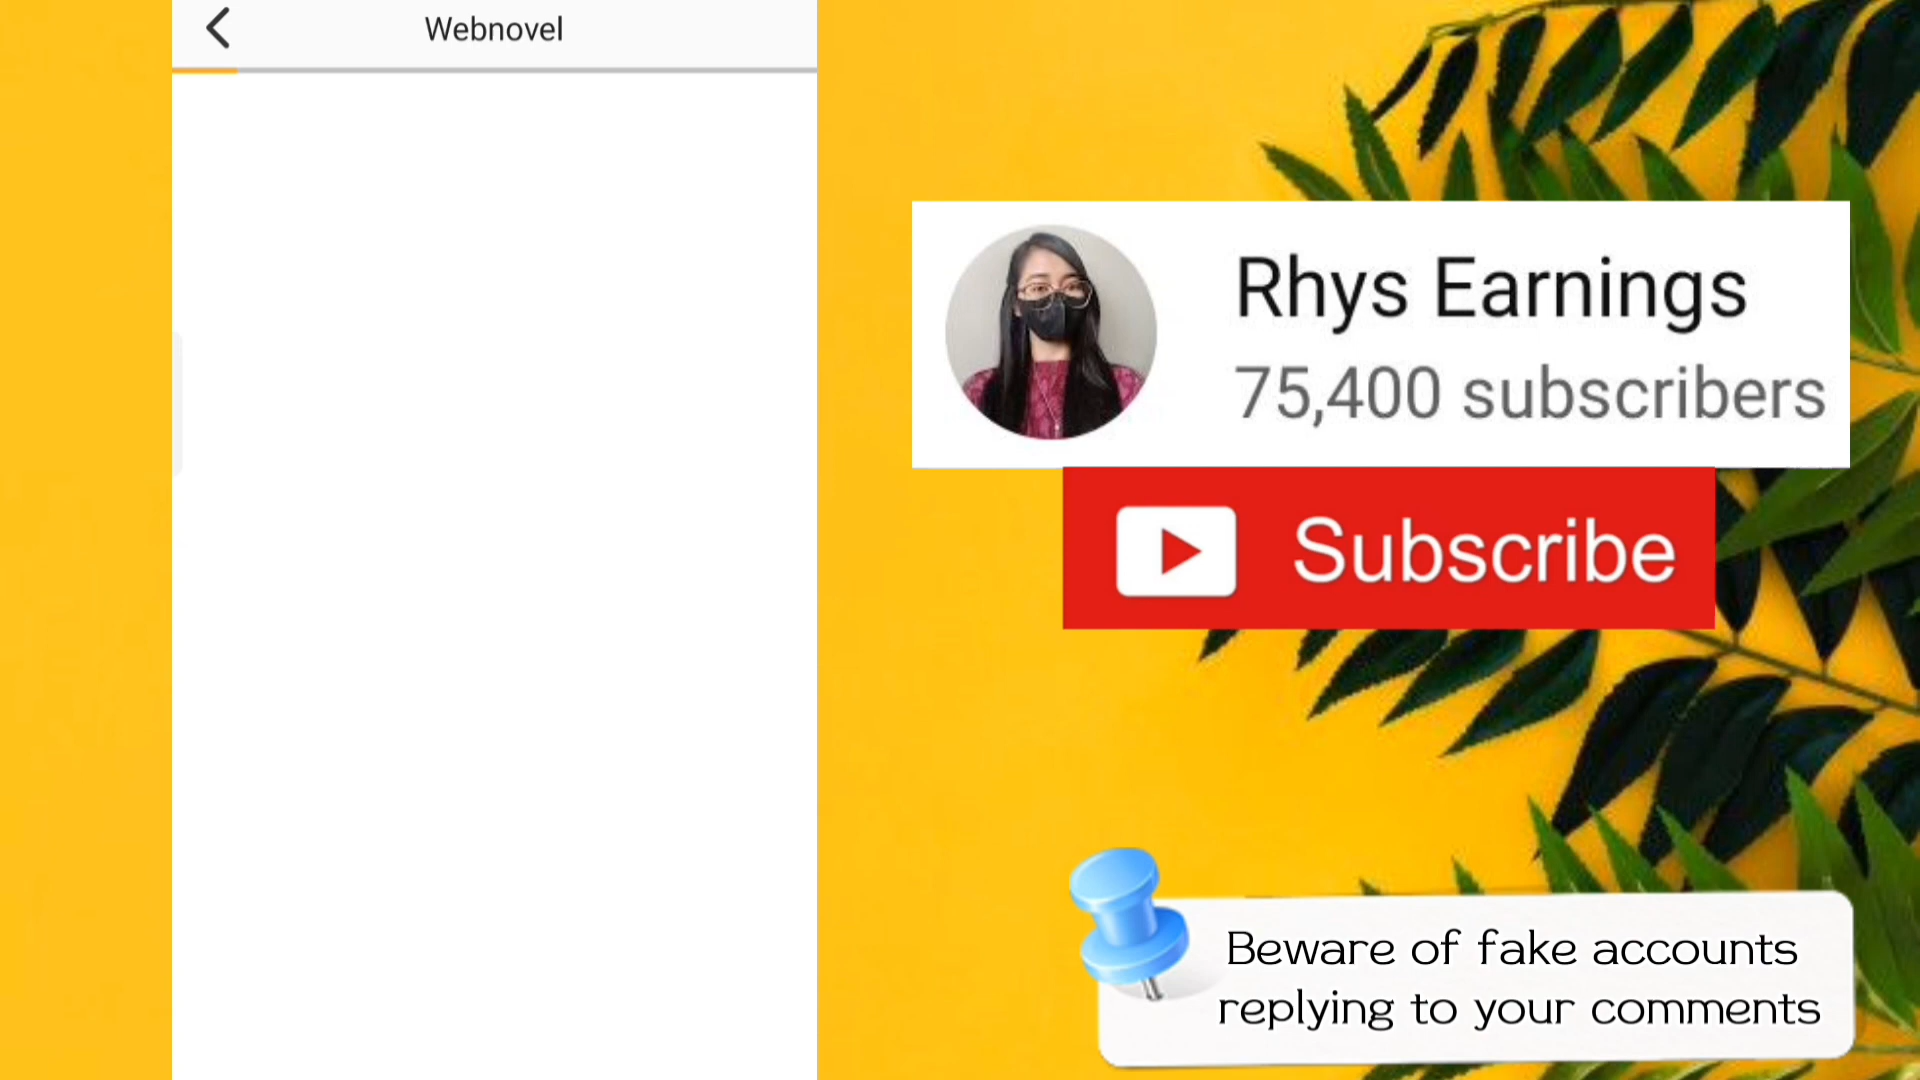 Webnovel
Rhys Earnings
75,400 subscribers
Subscribe
Beware of fake accounts
replying to your comments